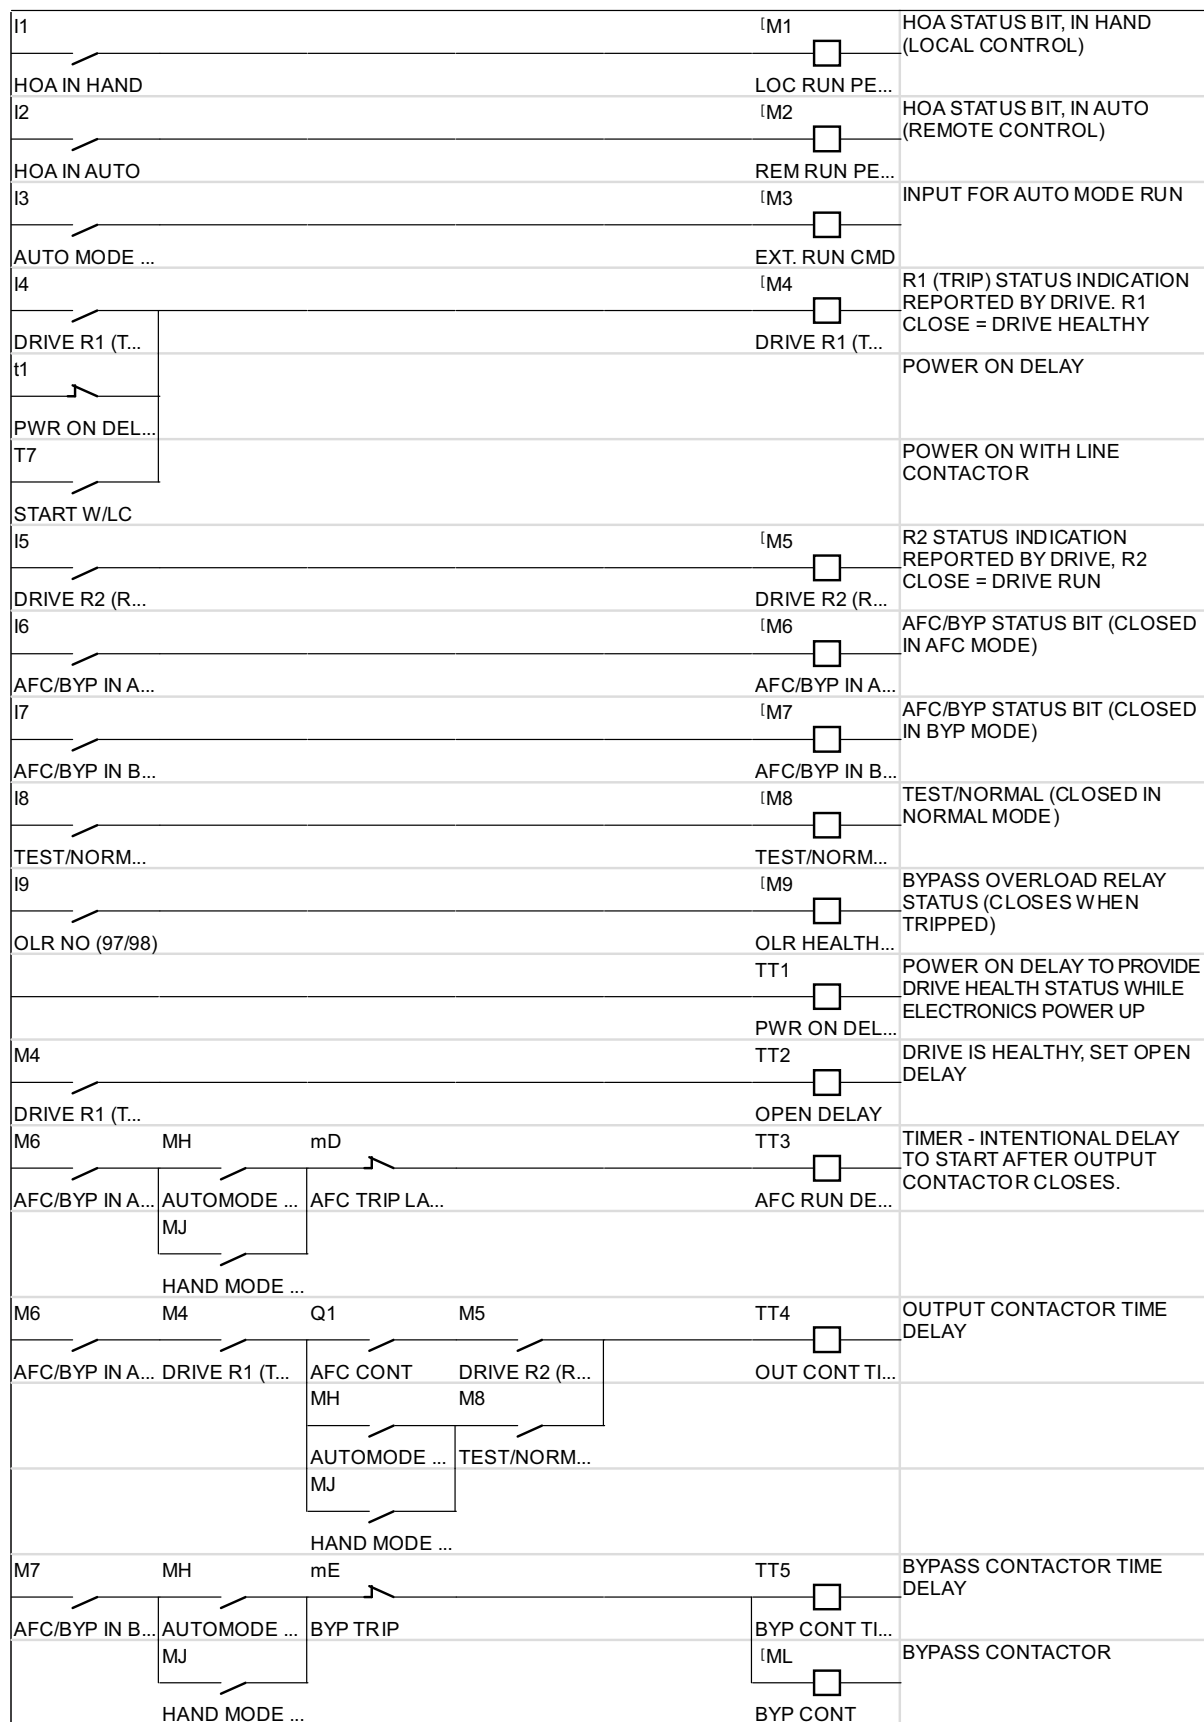 I1 [M1 HOA STATUS BIT, IN HAND
(LOCAL CONTROL)
HOA IN HAND LOC RUN PE...
I2 [M2 HOA STATUS BIT, IN AUTO
(REMOTE CONTROL)
HOA IN AUTO REM RUN PE...
I3 [M3 INPUT FOR AUTO MODE RUN
AUTO MODE ... EXT. RUN CMD
I4 [M4 R1 (TRIP) STATUS INDICATION
REPORTED BY DRIVE. R1
CLOSE = DRIVE HEALTHY
DRIVE R1 (T... DRIVE R1 (T...
t1 POWER ON DELAY
PWR ON DEL...
T7 POWER ON WITH LINE
CONTACTOR
START W/LC
I5 [M5 R2 STATUS INDICATION
REPORTED BY DRIVE, R2
CLOSE = DRIVE RUN
DRIVE R2 (R... DRIVE R2 (R...
I6 [M6 AFC/BYP STATUS BIT (CLOSED
IN AFC MODE)
AFC/BYP IN A... AFC/BYP IN A...
I7 [M7 AFC/BYP STATUS BIT (CLOSED
IN BYP MODE)
AFC/BYP IN B... AFC/BYP IN B...
I8 [M8 TEST/NORMAL (CLOSED IN
NORMAL MODE)
TEST/NORM... TEST/NORM...
I9 [M9 BYPASS OVERLOAD RELAY
STATUS (CLOSES WHEN
TRIPPED)
OLR NO (97/98) OLR HEALTH...
TT1 POWER ON DELAY TO PROVIDE
DRIVE HEALTH STATUS WHILE
ELECTRONICS POWER UP
PWR ON DEL...
M4 TT2 DRIVE IS HEALTHY, SET OPEN
DELAY
DRIVE R1 (T... OPEN DELAY
M6 MH mD TT3 TIMER - INTENTIONAL DELAY
TO START AFTER OUTPUT
CONTACTOR CLOSES.
AFC/BYP IN A... AUTOMODE ... AFC TRIP LA... AFC RUN DE...
MJ
HAND MODE ...
M6 M4 Q1 M5 TT4 OUTPUT CONTACTOR TIME
DELAY
AFC/BYP IN A... DRIVE R1 (T... AFC CONT DRIVE R2 (R... OUT CONT TI...
MH M8
AUTOMODE ... TEST/NORM...
MJ
HAND MODE ...
M7 MH mE TT5 BYPASS CONTACTOR TIME
DELAY
AFC/BYP IN B... AUTOMODE ... BYP TRIP BYP CONT TI...
MJ [ML BYPASS CONTACTOR
HAND MODE ... BYP CONT